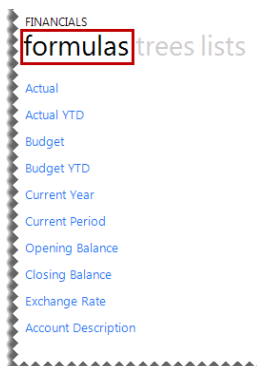 FINANCIALS
formulas trees lists
Actual
Actual YTD
Budget
Budget YTD
Current Year
Current Period
Opening Balance
Closing Balance
Exchange Rate
Account Description